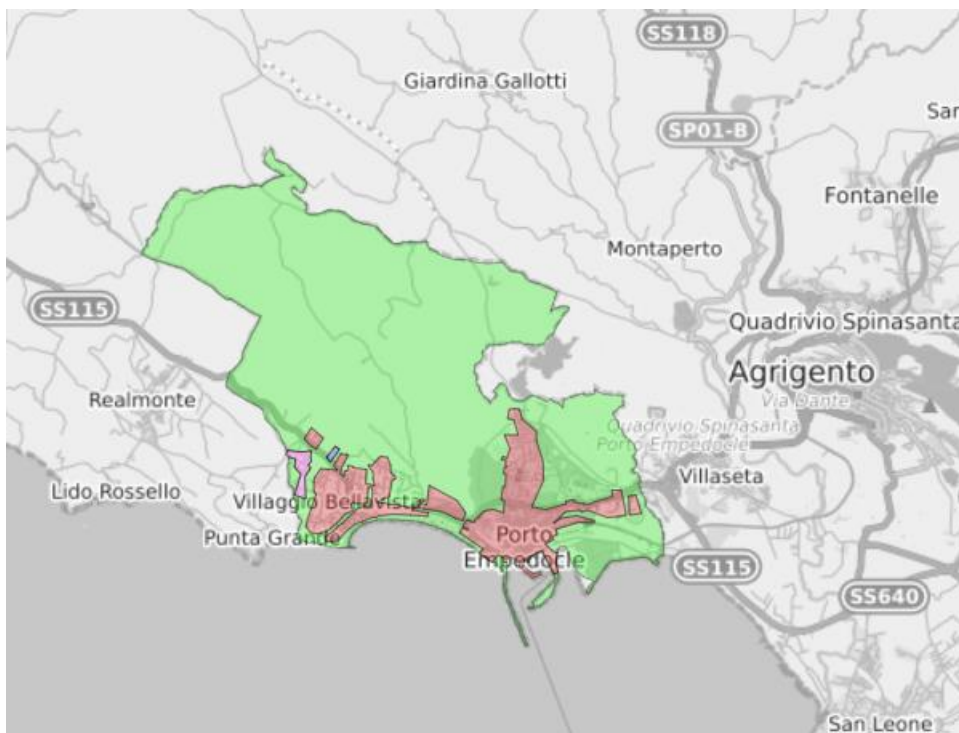 SS118
Giardina Gallotti
SP01-B
San
Fontanelle
Montaperto
SS115
Quadrivio Spinasanta
Agrigento
Via Dante
Realmonte
Quadrivio Spinasanta
Porto Empedocle
Villaseta
Lido Rossello
Villaggio Bellavista
Punta Grande
Porto
Empedocle
SS115
SS640
San Leone